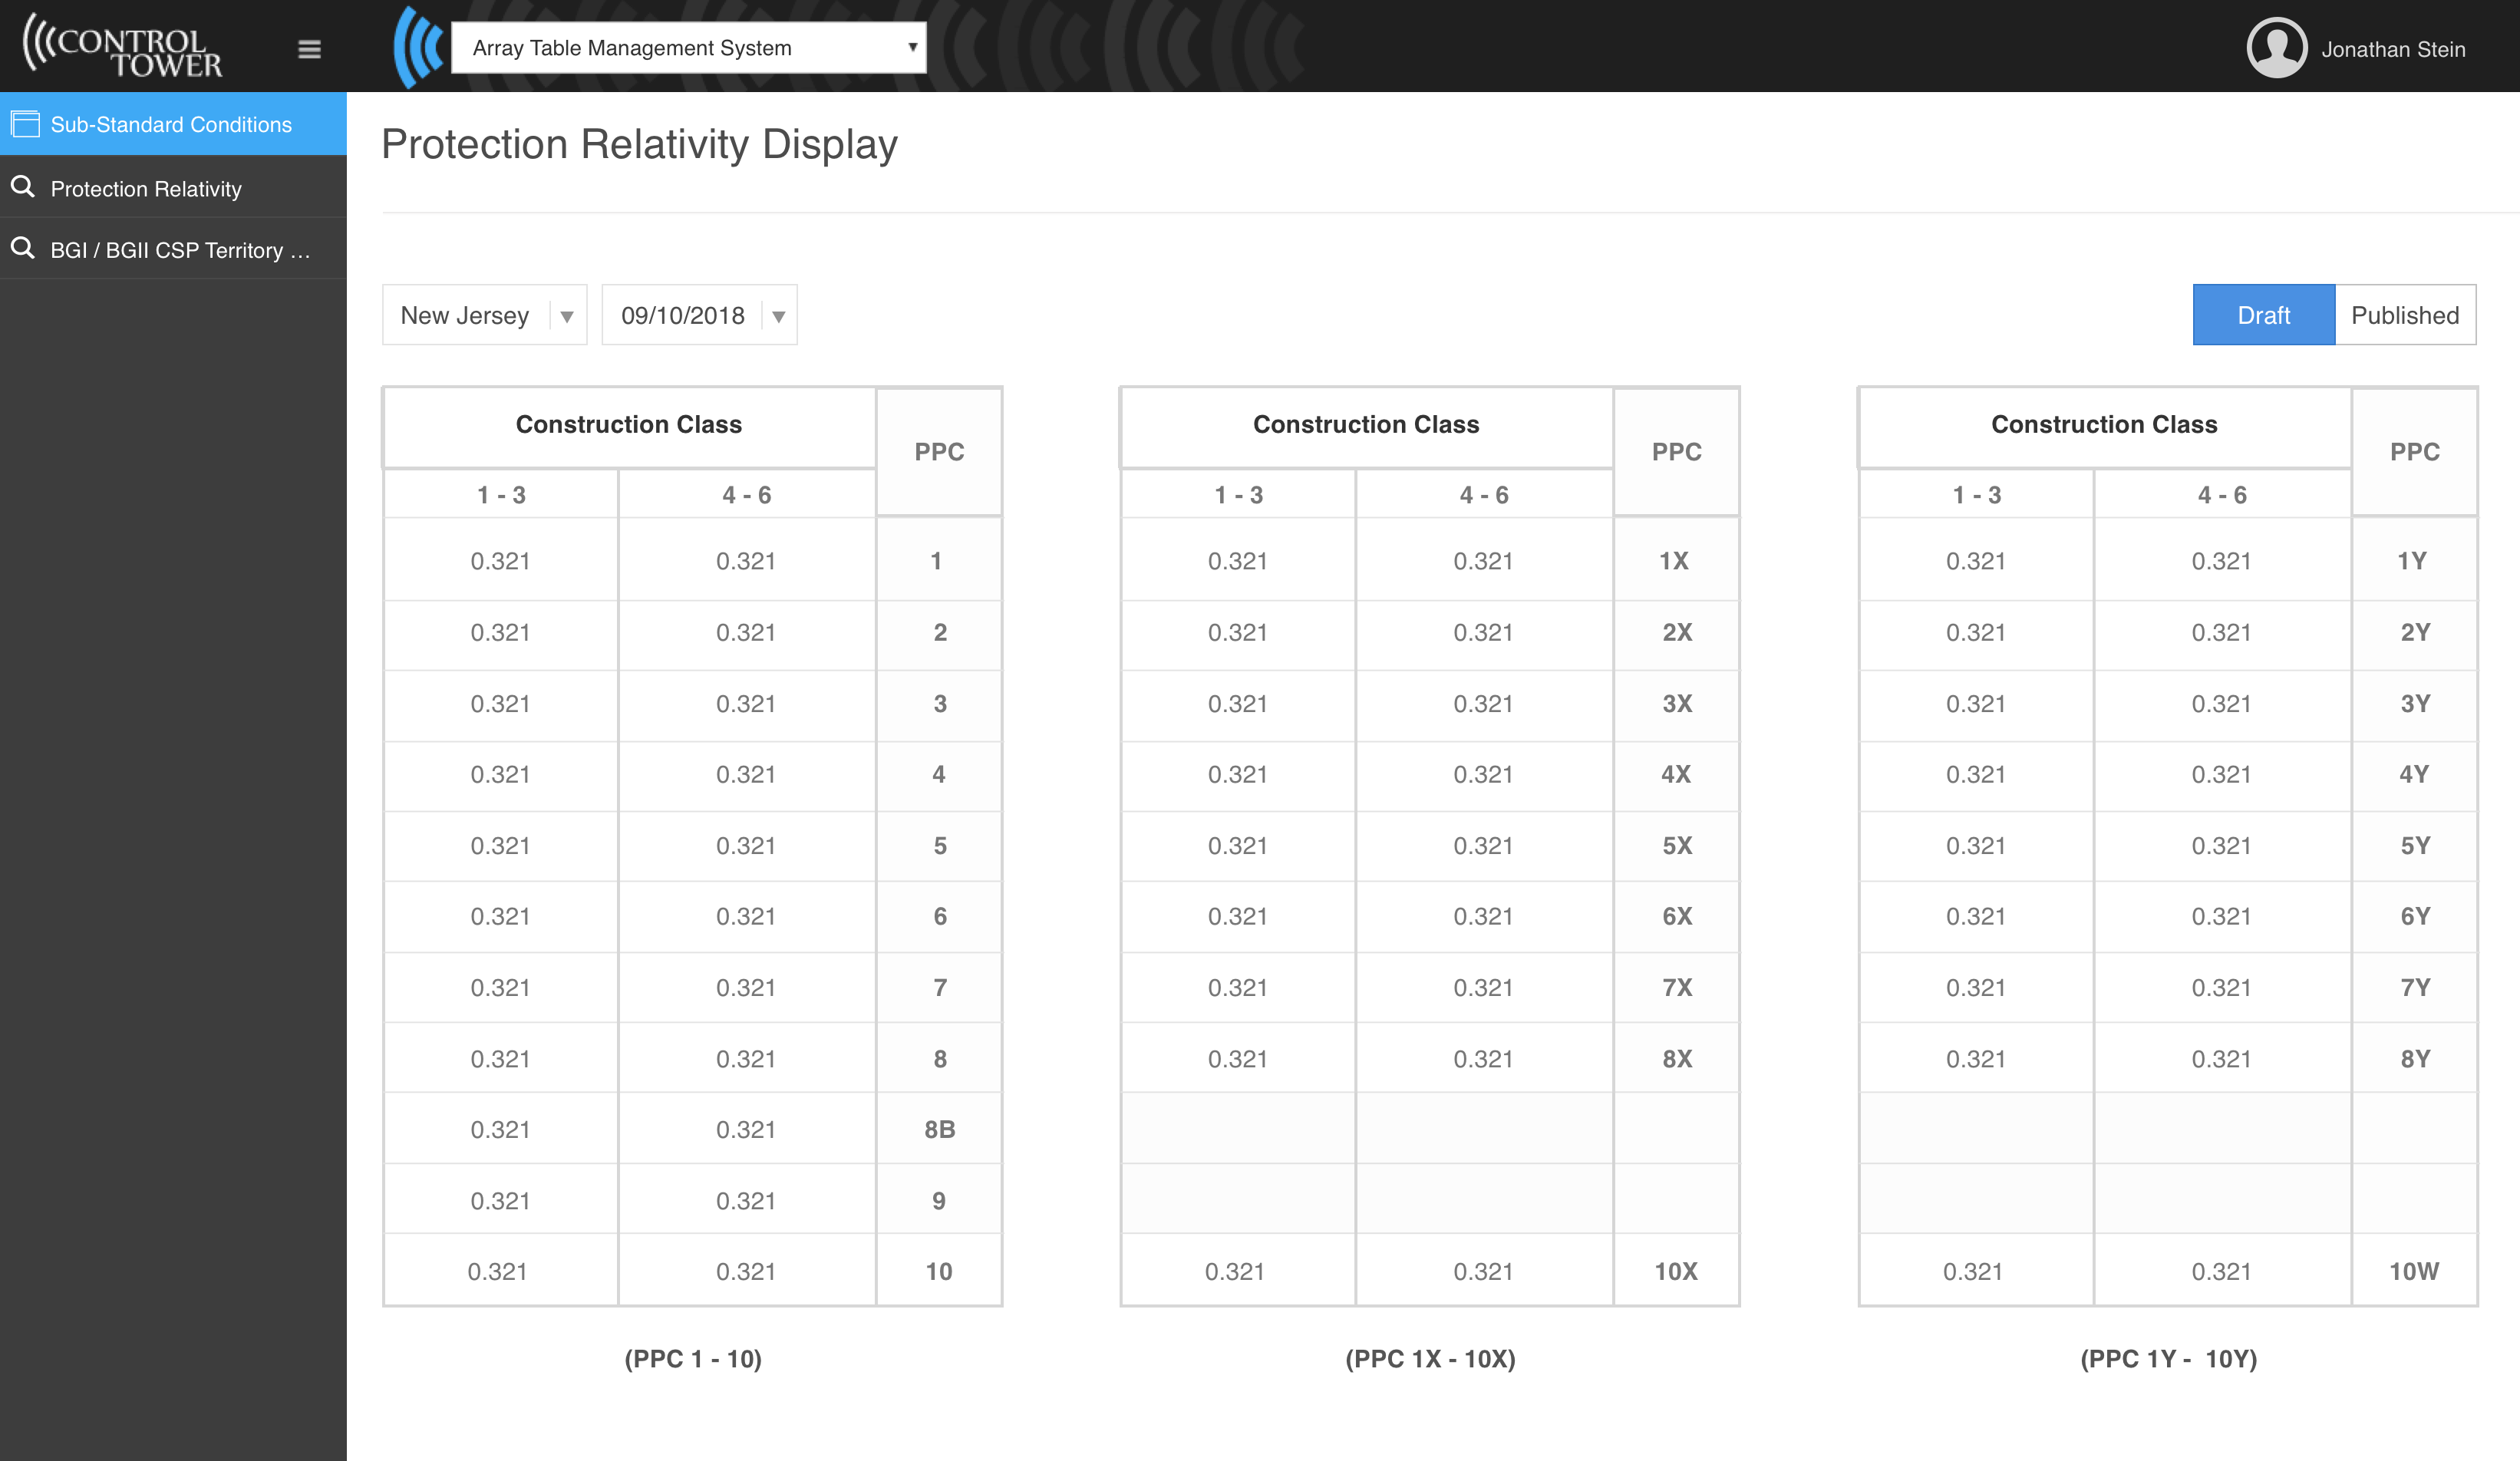 CONTROL
TOWER
Array Table Management System
Jonathan Stein
Sub-Standard Conditions
Protection Relativity
BGI / BGII CSP Territory ...
Protection Relativity Display
New Jersey
09/10/2018
Draft
Published
Construction Class PPC Construction Class PPC Construction Class PPC
1 - 3 4 - 6 1 - 3 4 - 6 1 - 3 4 - 6
0.321 0.321 1 0.321 0.321 1X 0.321 0.321 1Y
0.321 0.321 2 0.321 0.321 2X 0.321 0.321 2Y
0.321 0.321 3 0.321 0.321 3X 0.321 0.321 3Y
0.321 0.321 4 0.321 0.321 4X 0.321 0.321 4Y
0.321 0.321 5 0.321 0.321 5X 0.321 0.321 5Y
0.321 0.321 6 0.321 0.321 6X 0.321 0.321 6Y
0.321 0.321 7 0.321 0.321 7X 0.321 0.321 7Y
0.321 0.321 8 0.321 0.321 8X 0.321 0.321 8Y
0.321 0.321 8B
0.321 0.321 9
0.321 0.321 10 0.321 0.321 10X 0.321 0.321 10W
(PPC 1 - 10) (PPC 1X - 10X) (PPC 1Y - 10Y)